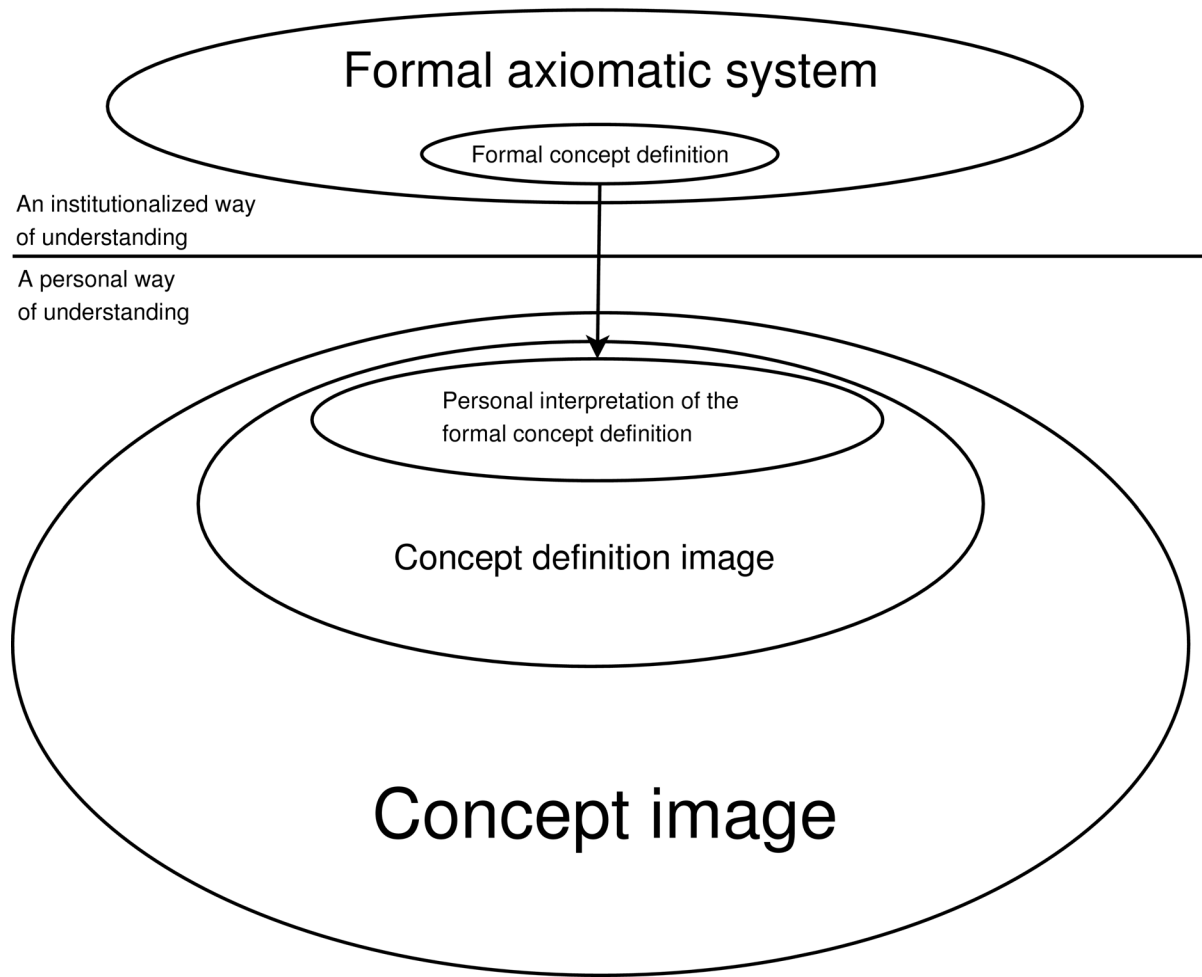 Formal axiomatic system
Formal concept definition
An institutionalized way
of understanding
A personal way
of understanding
Personal interpretation of the
formal concept definition
Concept definition image
Concept image